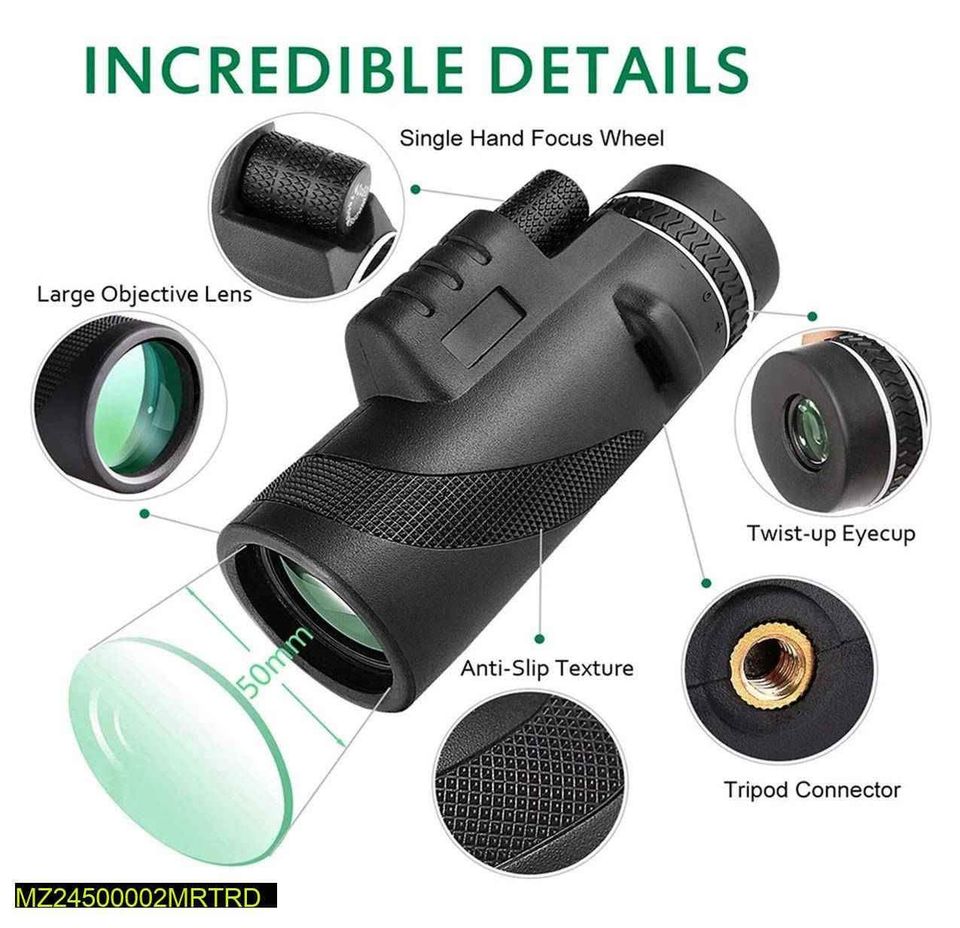 INCREDIBLE DETAILS
Single Hand Focus Wheel
Large Objective Lens
50mm
Twist-up Eyecup
Anti-Slip Texture
Tripod Connector
MZ24500002MRTRD